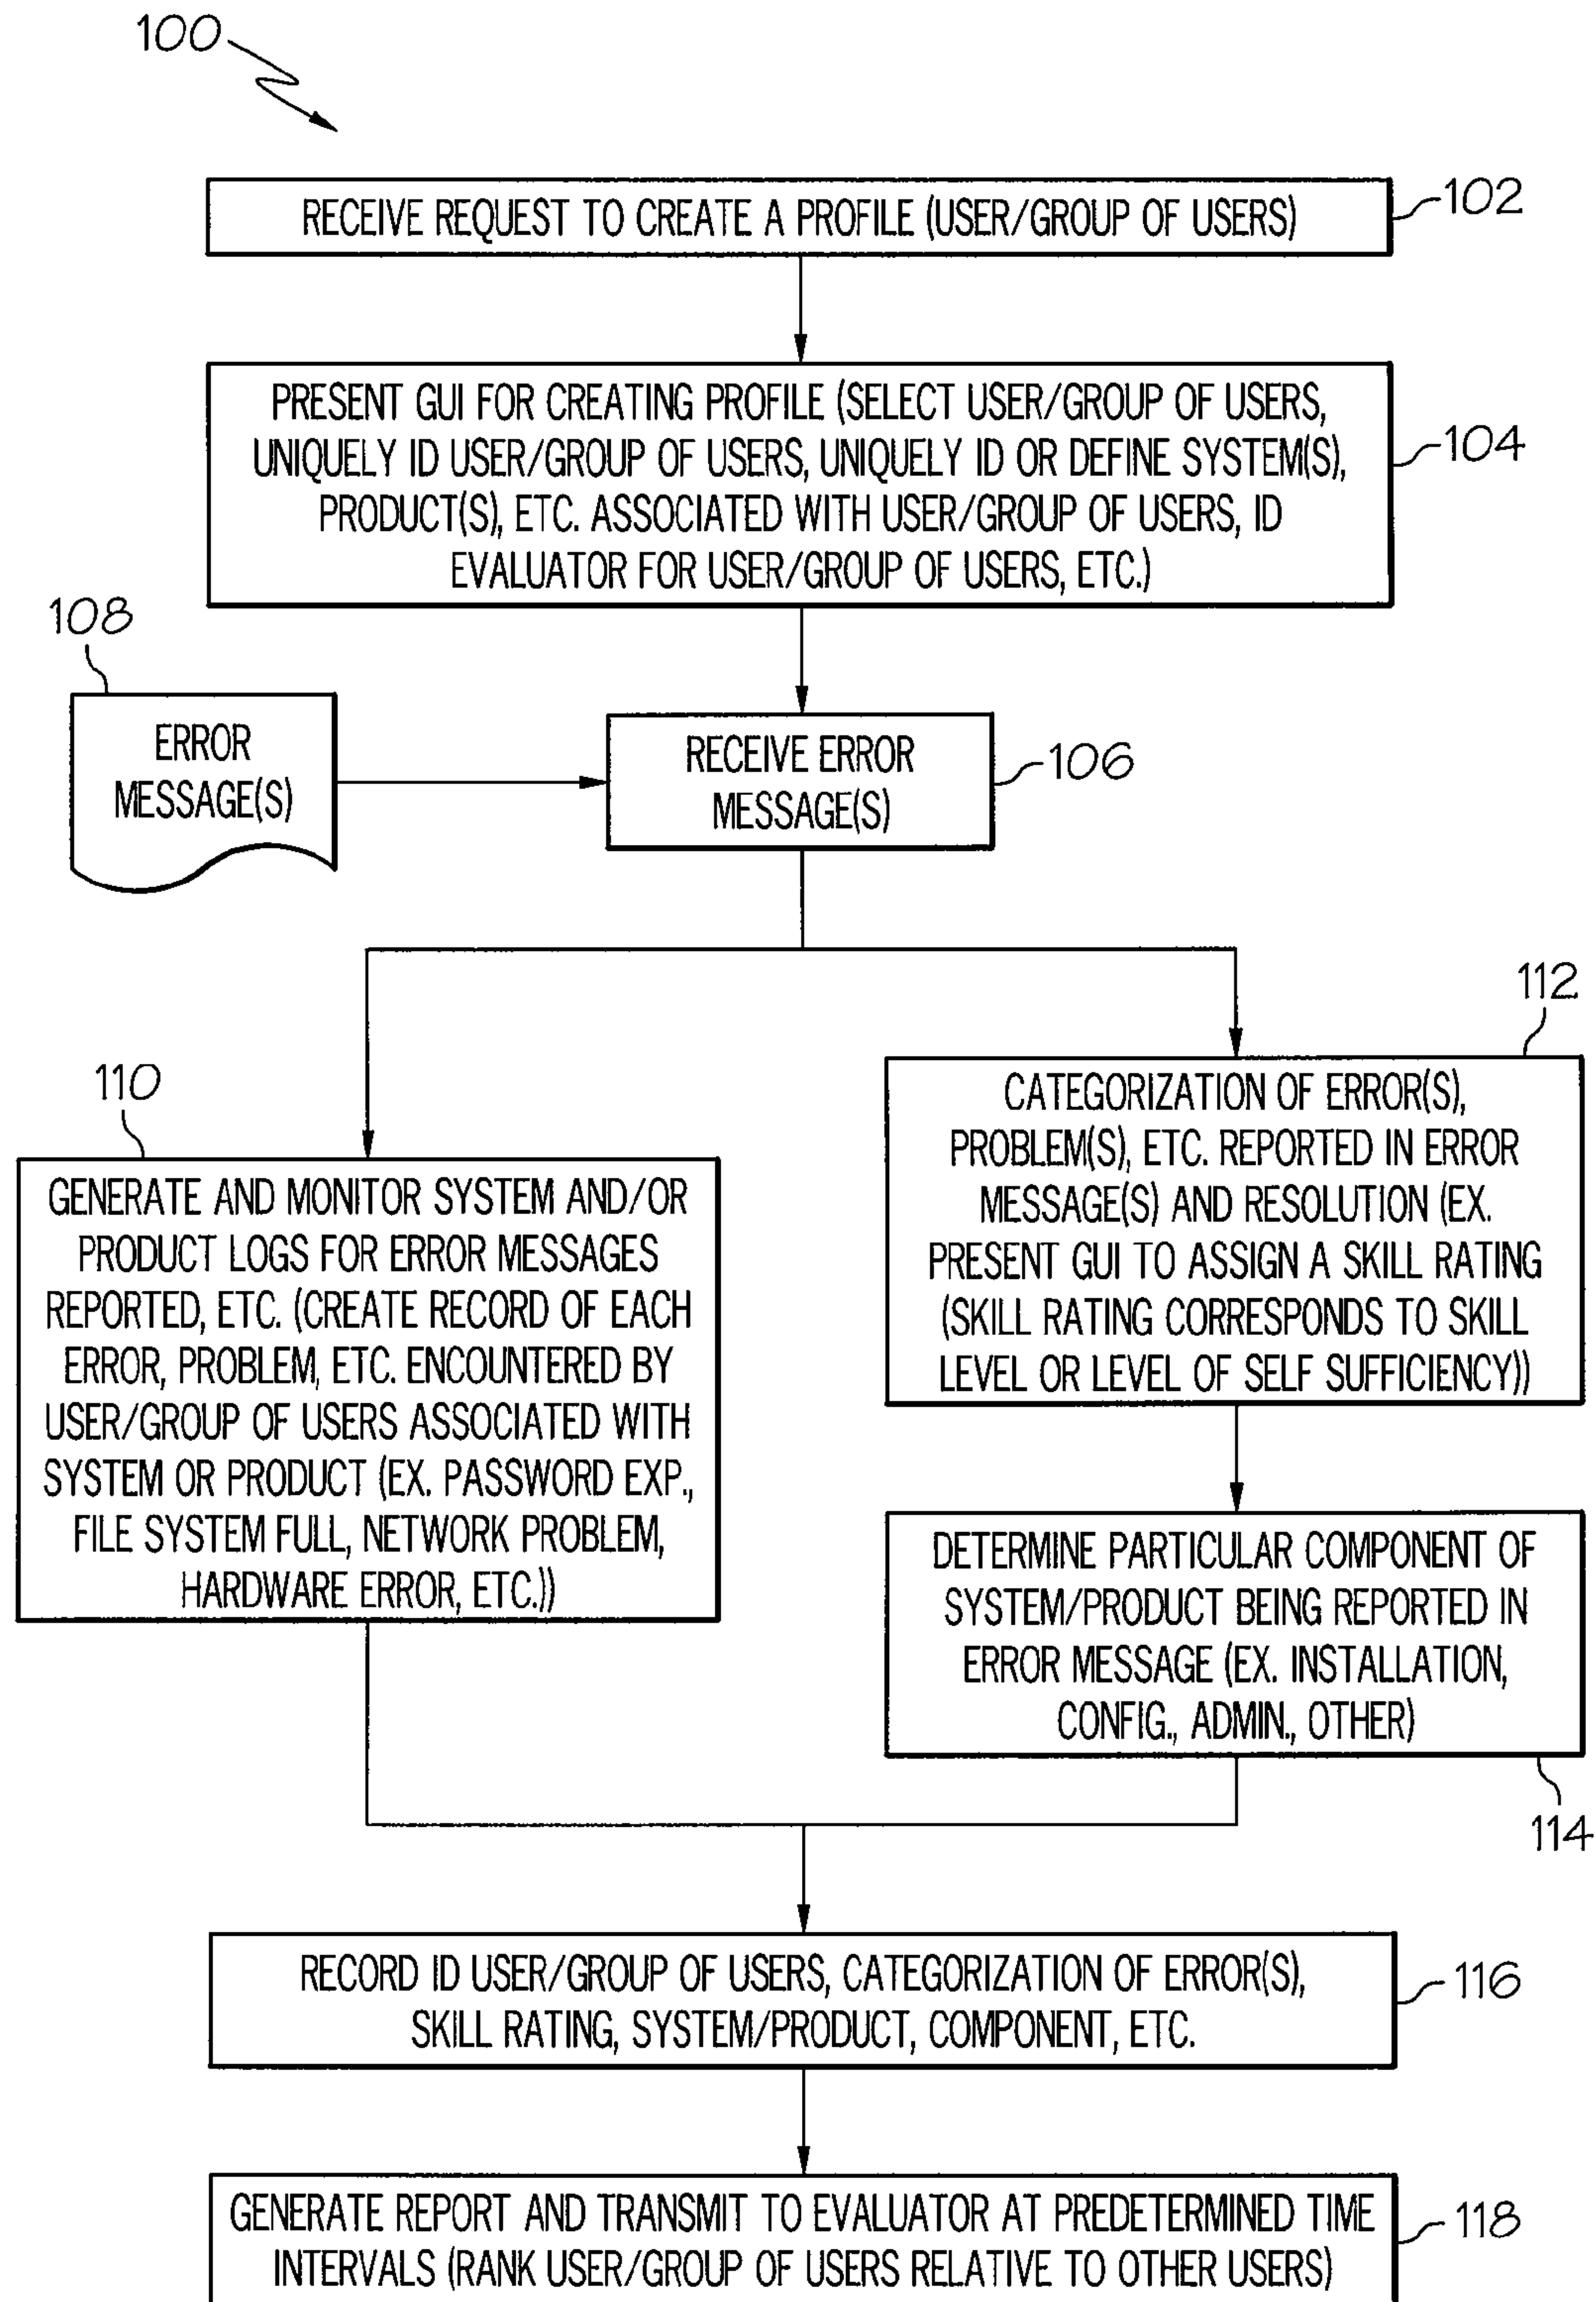 100
RECEIVE REQUEST TO CREATE A PROFILE (USER/GROUP OF USERS)
102
PRESENT GUI FOR CREATING PROFILE (SELECT USER/GROUP OF USERS,
UNIQUELY ID USER/GROUP OF USERS, UNIQUELY ID OR DEFINE SYSTEM(S),
PRODUCT(S), ETC. ASSOCIATED WITH USER/GROUP OF USERS, ID
EVALUATOR FOR USER/GROUP OF USERS, ETC.)
104
108
ERROR
MESSAGE(S)
RECEIVE ERROR
MESSAGE(S)
106
110
GENERATE AND MONITOR SYSTEM AND/OR
PRODUCT LOGS FOR ERROR MESSAGES
REPORTED, ETC. (CREATE RECORD OF EACH
ERROR, PROBLEM, ETC. ENCOUNTERED BY
USER/GROUP OF USERS ASSOCIATED WITH
SYSTEM OR PRODUCT (EX. PASSWORD EXP.,
FILE SYSTEM FULL, NETWORK PROBLEM,
HARDWARE ERROR, ETC.))
112
CATEGORIZATION OF ERROR(S),
PROBLEM(S), ETC. REPORTED IN ERROR
MESSAGE(S) AND RESOLUTION (EX.
PRESENT GUI TO ASSIGN A SKILL RATING
(SKILL RATING CORRESPONDS TO SKILL
LEVEL OR LEVEL OF SELF SUFFICIENCY))
DETERMINE PARTICULAR COMPONENT OF
SYSTEM/PRODUCT BEING REPORTED IN
ERROR MESSAGE (EX. INSTALLATION,
CONFIG., ADMIN., OTHER)
114
RECORD ID USER/GROUP OF USERS, CATEGORIZATION OF ERROR(S),
SKILL RATING, SYSTEM/PRODUCT, COMPONENT, ETC.
116
GENERATE REPORT AND TRANSMIT TO EVALUATOR AT PREDETERMINED TIME
INTERVALS (RANK USER/GROUP OF USERS RELATIVE TO OTHER USERS)
118